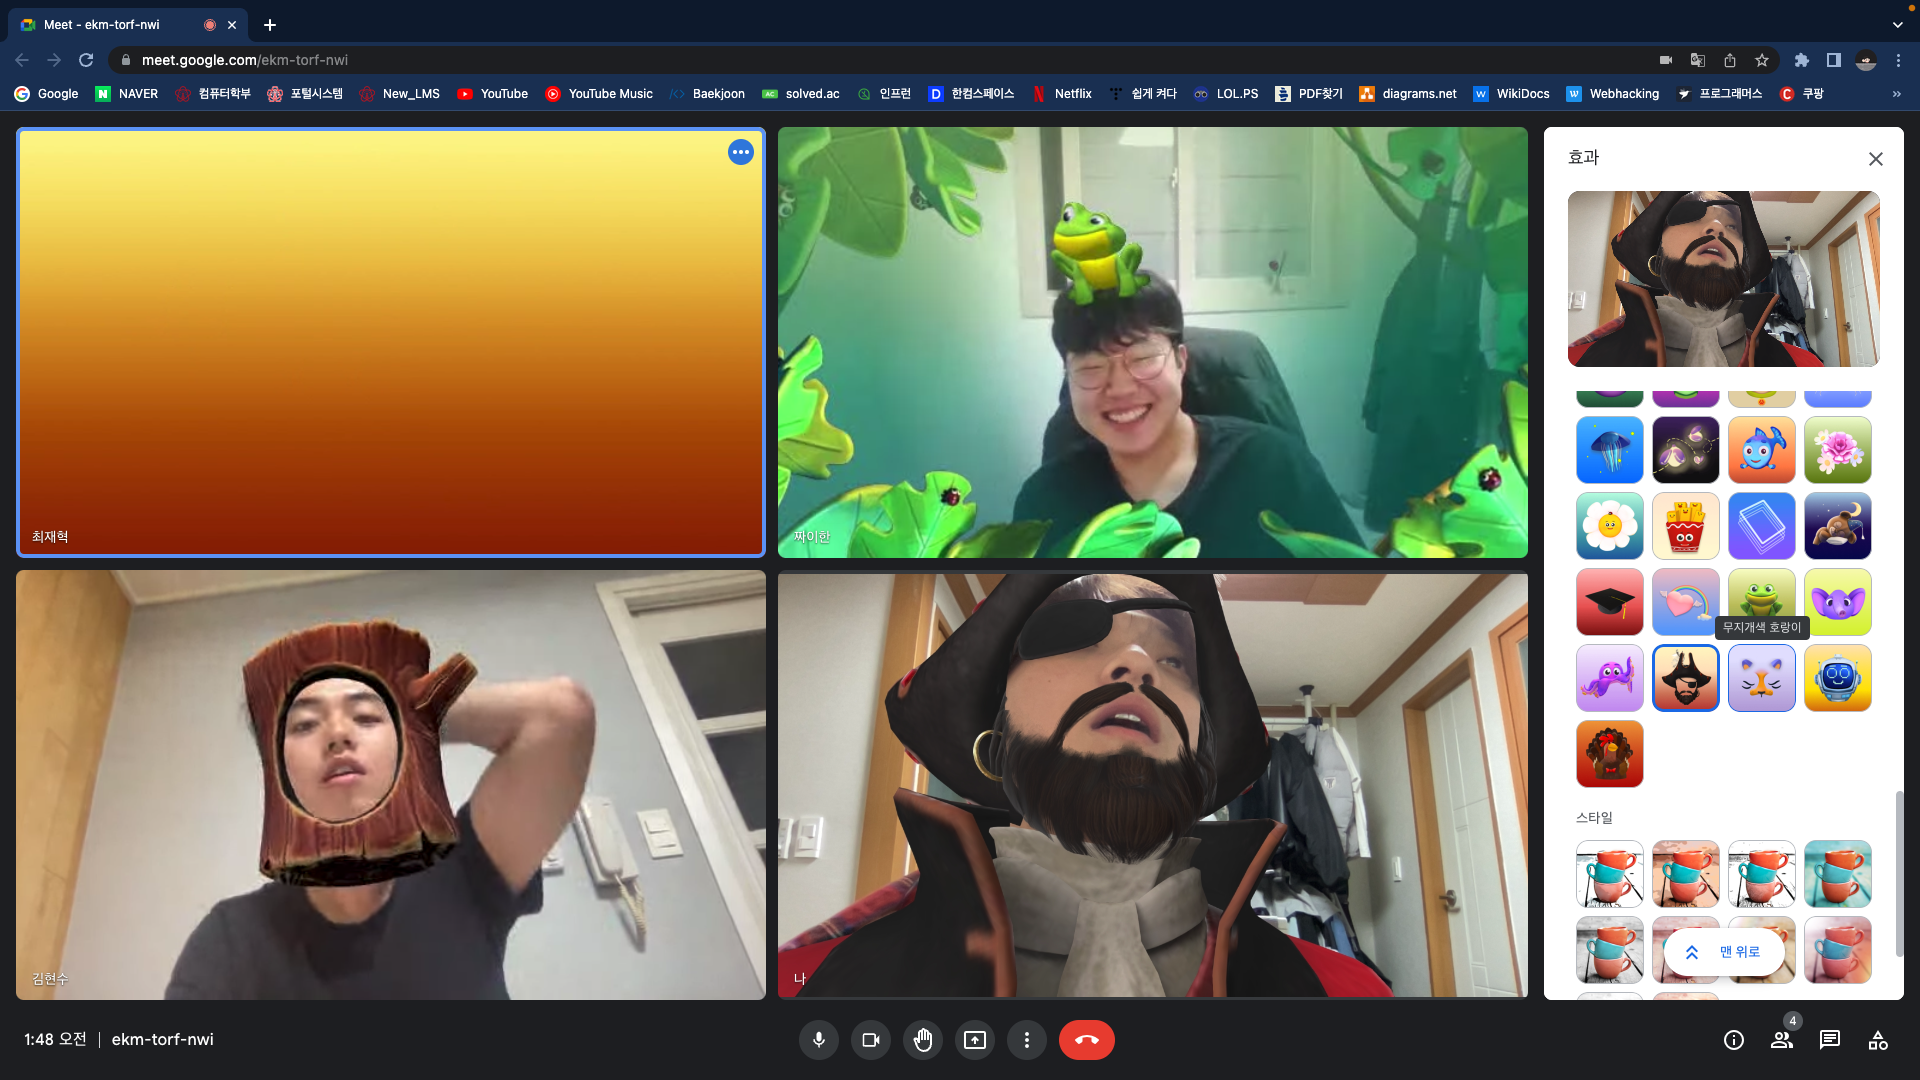 Meet - ekm-torf-nwi
meet.google.com/ekm-torf-nwi
Google NAVER 컴퓨터학부 포털시스템 New_LMS YouTube YouTube Music Baekjoon solved.ac 인프런 한컴스페이스 Netflix 쉽게 켜다 LOL.PS PDF찾기 diagrams.net WikiDocs Webhacking 프로그래머스 쿠팡
효과
최재혁
짜이한
무지개색 호랑이
스타일
맨 위로
김현수
나
4
1:48 오전 | ekm-torf-nwi